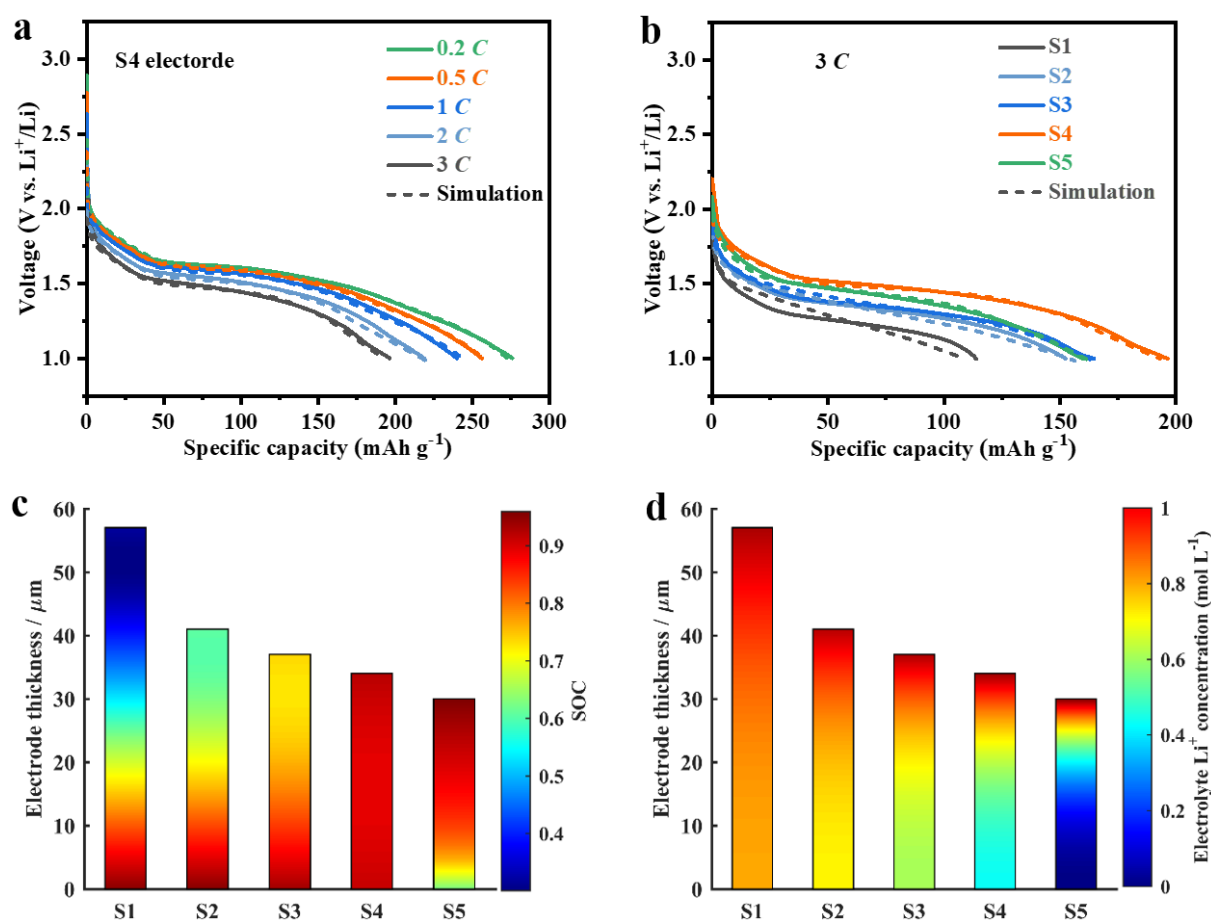 a
S4 electorde
0.2 C
0.5 C
1 C
2 C
3 C
Simulation
Voltage (V vs. Li⁺/Li)
3.0
2.5
2.0
1.5
1.0
0 50 100 150 200 250 300
Specific capacity (mAh g⁻¹)
b
3 C
S1
S2
S3
S4
S5
Simulation
Voltage (V vs. Li⁺/Li)
3.0
2.5
2.0
1.5
1.0
0 50 100 150 200
Specific capacity (mAh g⁻¹)
c
Electrode thickness / μm
60
50
40
30
20
10
0
S1 S2 S3 S4 S5
0.9
0.8
0.7
0.6
0.5
0.4
SOC
d
Electrode thickness / μm
60
50
40
30
20
10
0
S1 S2 S3 S4 S5
1
0.8
0.6
0.4
0.2
0
Electrolyte Li⁺ concentration (mol L⁻¹)